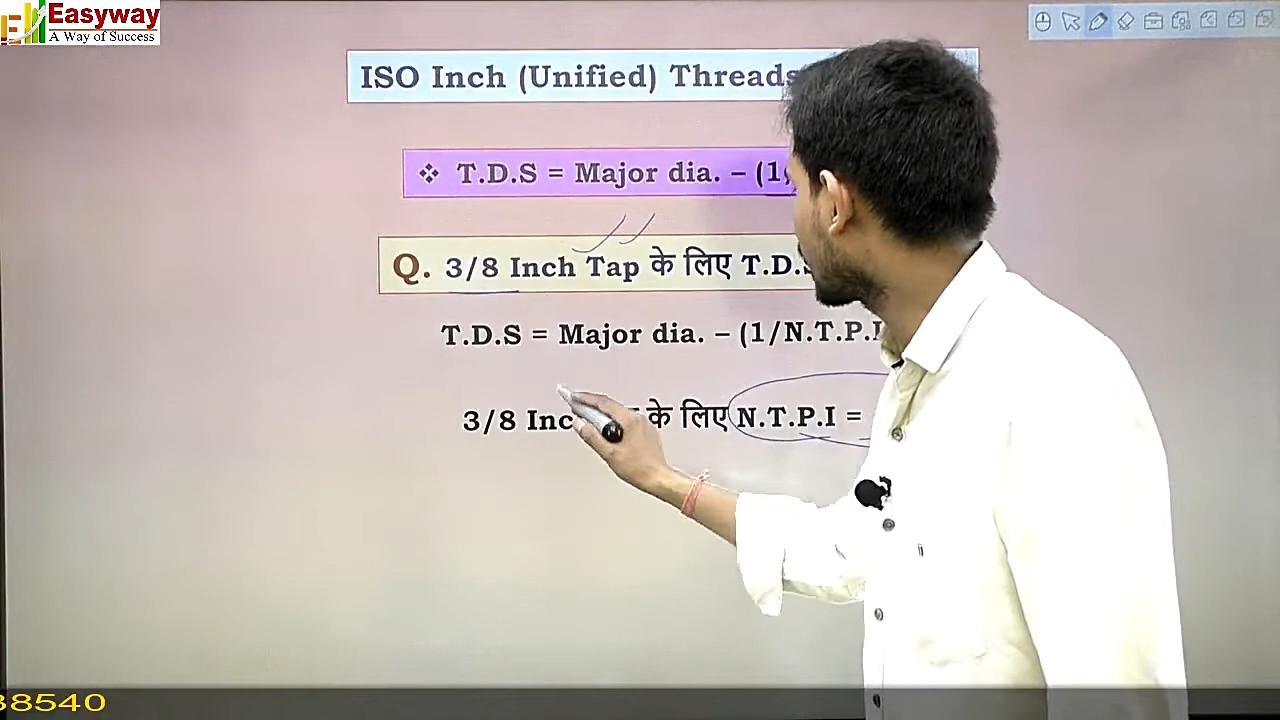 Easyway
A Way of Success
ISO Inch (Unified) Threads
❖ T.D.S = Major dia. – (1
Q. 3/8 Inch Tap के लिए T.D.
T.D.S = Major dia. – (1/N.T.P.I
3/8 Inc के लिए N.T.P.I =
38540